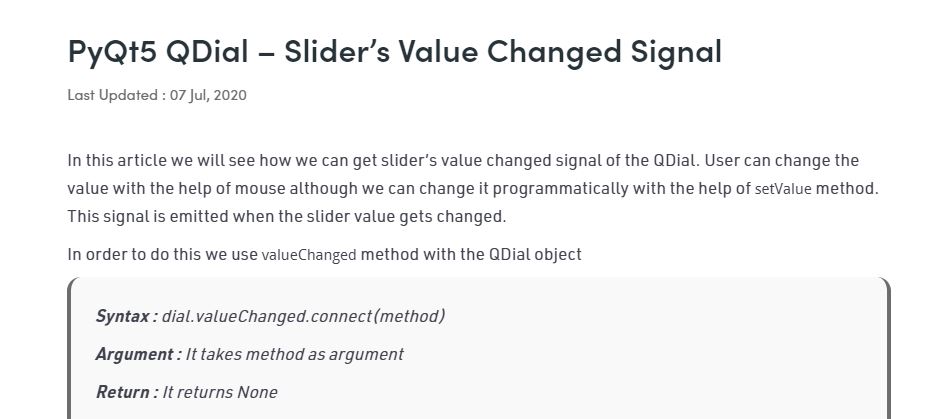 PyQt5 QDial – Slider’s Value Changed Signal
Last Updated : 07 Jul, 2020
In this article we will see how we can get slider’s value changed signal of the QDial. User can change the
value with the help of mouse although we can change it programmatically with the help of setValue method.
This signal is emitted when the slider value gets changed.
In order to do this we use valueChanged method with the QDial object
Syntax : dial.valueChanged.connect(method)
Argument : It takes method as argument
Return : It returns None